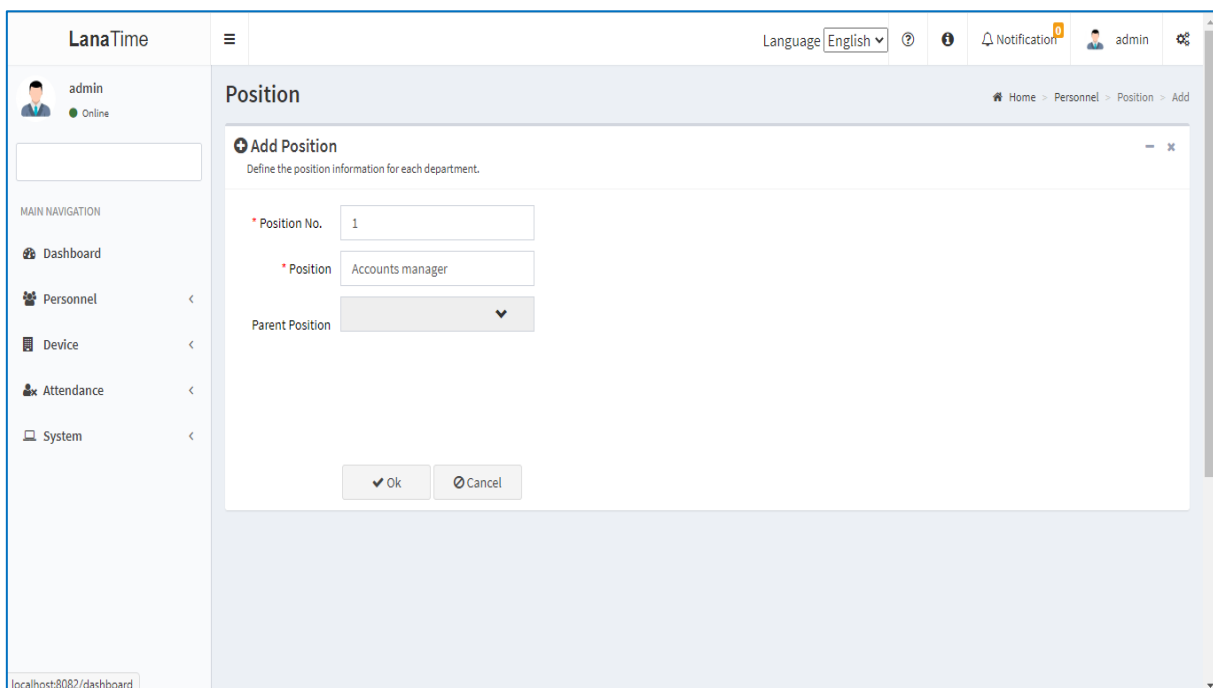 LanaTime
Language English
Notification 0
admin
admin
Online
Position
Home > Personnel > Position > Add
Add Position
Define the position information for each department.
MAIN NAVIGATION
* Position No. 1
Dashboard
* Position Accounts manager
Personnel
Parent Position
Device
Attendance
System
Ok Cancel
localhost:8082/dashboard